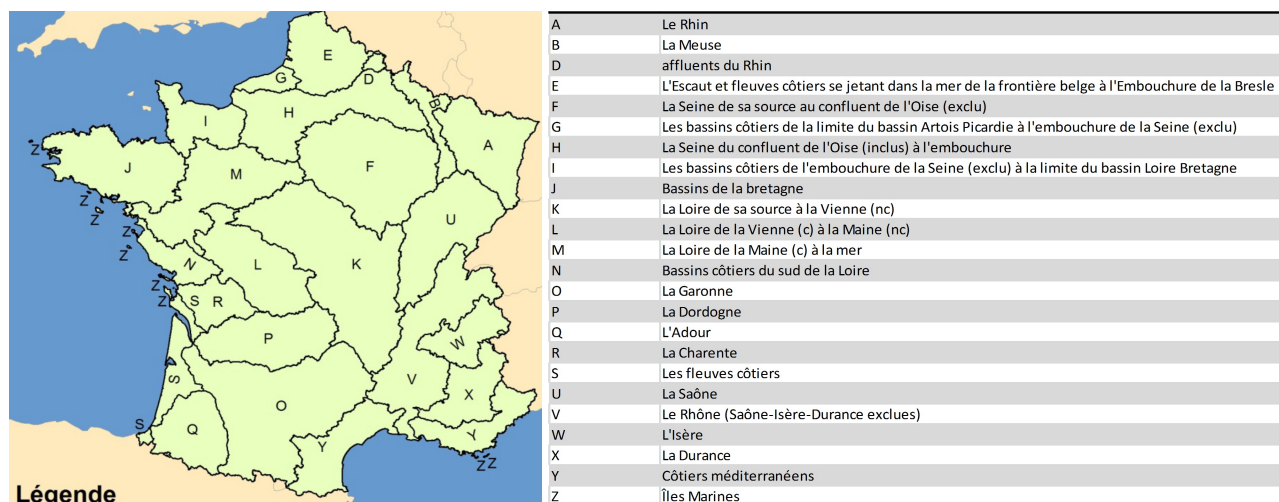 E
G
D
B
H
I
A
Z
J
M
F
Z
Z
U
Z
Z
N
L
K
Z
Z
S
R
P
W
S
V
X
O
S
Q
Y
Y
Z
Z
Légende
A Le Rhin
B La Meuse
D affluents du Rhin
E L'Escaut et fleuves côtiers se jetant dans la mer de la frontière belge à l'Embouchure de la Bresle
F La Seine de sa source au confluent de l'Oise (exclu)
G Les bassins côtiers de la limite du bassin Artois Picardie à l'embouchure de la Seine (exclu)
H La Seine du confluent de l'Oise (inclus) à l'embouchure
I Les bassins côtiers de l'embouchure de la Seine (exclu) à la limite du bassin Loire Bretagne
J Bassins de la bretagne
K La Loire de sa source à la Vienne (nc)
L La Loire de la Vienne (c) à la Maine (nc)
M La Loire de la Maine (c) à la mer
N Bassins côtiers du sud de la Loire
O La Garonne
P La Dordogne
Q L'Adour
R La Charente
S Les fleuves côtiers
U La Saône
V Le Rhône (Saône-Isère-Durance exclues)
W L'Isère
X La Durance
Y Côtiers méditerranéens
Z Îles Marines